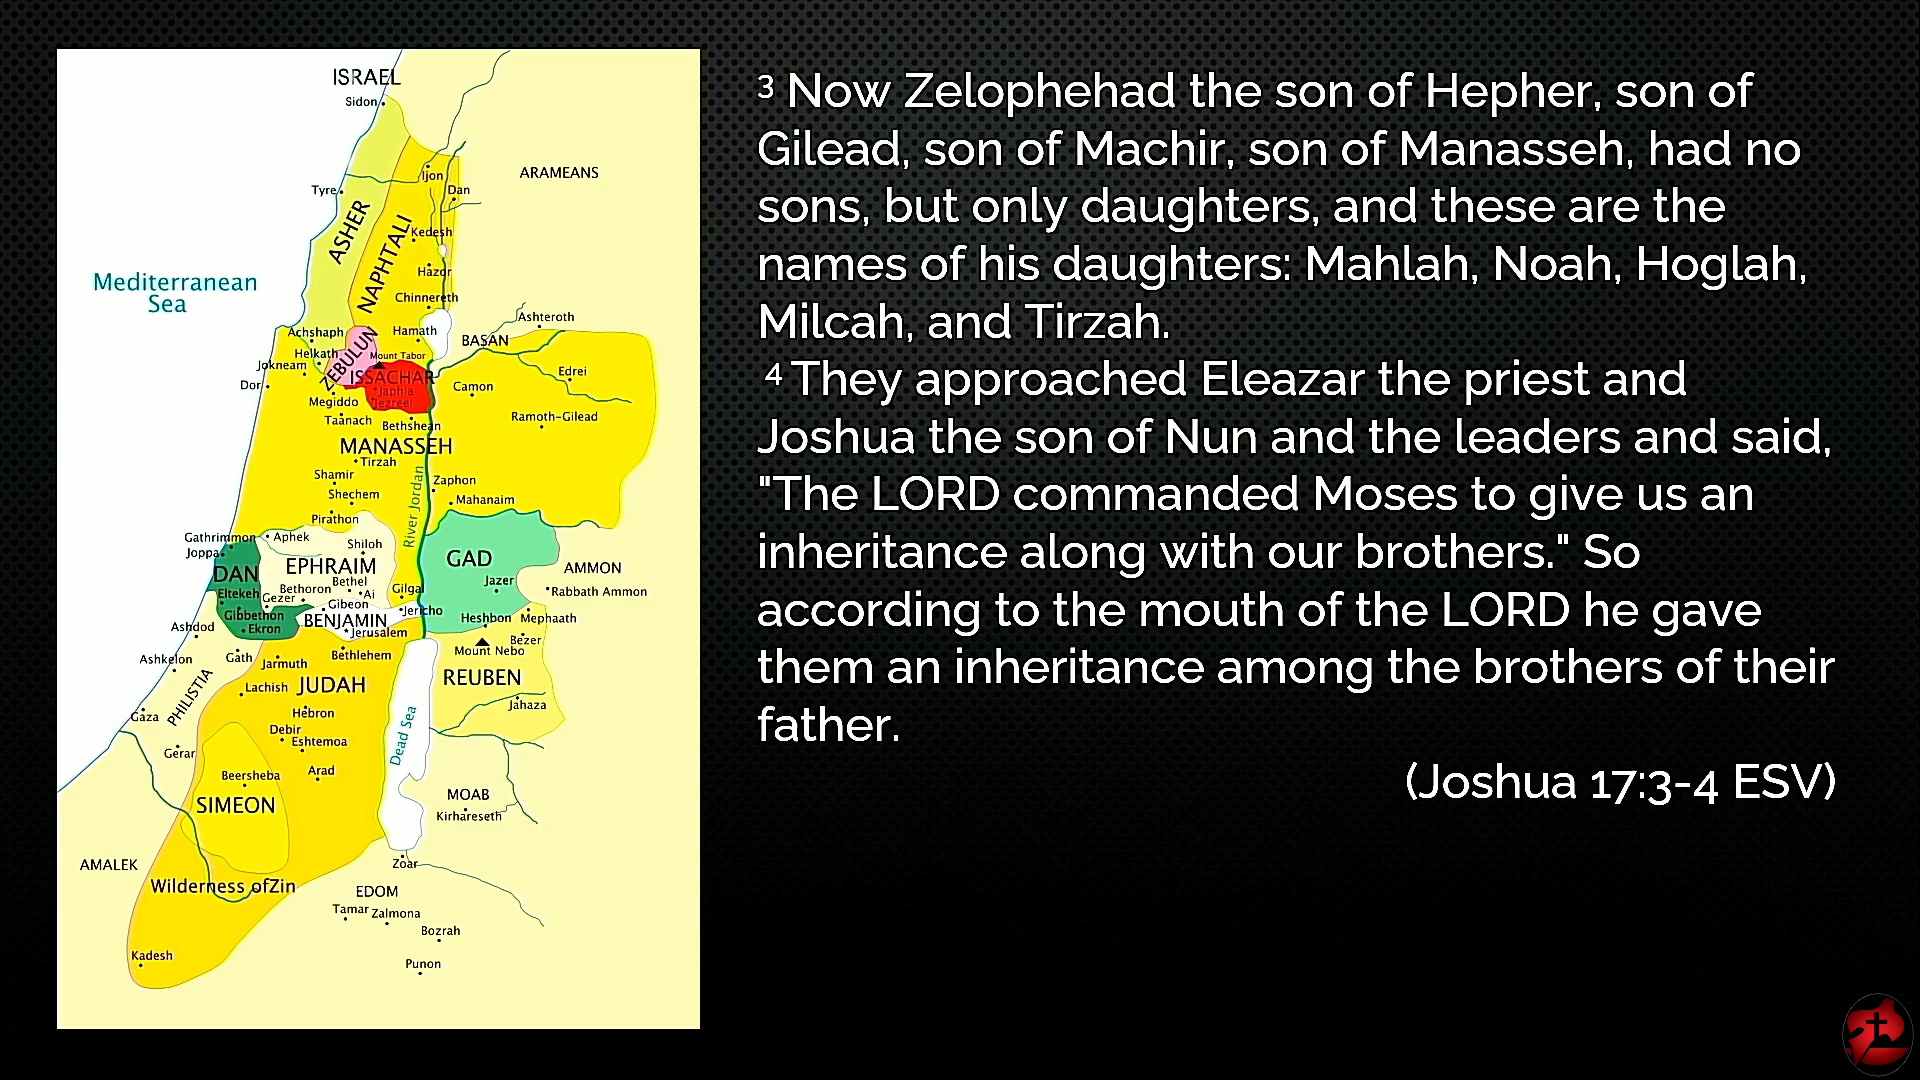 ISRAEL
Sidon
ARAMEANS
Ijon
Tyre
Dan
ASHER
NAPHTALI
Kedesh
Hazor
Mediterranean
Sea
Chinnereth
Ashteroth
Achshaph
Hamath
BASAN
Helkath
ZEBULUN
Mount Tabor
Jokneam
ISSACHAR
Edrei
Dor
Japhia
Camon
Jezreel
Megiddo
Taanach
Bethshean
Ramoth-Gilead
MANASSEH
Tirzah
Shamir
Zaphon
Shechem
Mahanaim
River Jordan
Pirathon
Gathrimmon
Aphek
Joppa
Shiloh
GAD
DAN
EPHRAIM
AMMON
Bethel
Jazer
Eltekeh
Bethoron
Ai
Gilgal
Rabbath Ammon
Gezer
Gibeon
Jericho
Gibbethon
BENJAMIN
Heshbon
Mephaath
Ashdod
Ekron
Jerusalem
Bezer
Ashkelon
Gath
Jarmuth
Bethlehem
Mount Nebo
PHILISTIA
Lachish
JUDAH
REUBEN
Gaza
Hebron
Jahaza
Debir
Eshtemoa
Dead Sea
Gerar
Beersheba
Arad
SIMEON
MOAB
Kirhareseth
AMALEK
Zoar
Wilderness ofZin
EDOM
Tamar
Zalmona
Bozrah
Kadesh
Punon
3 Now Zelophehad the son of Hepher, son of
Gilead, son of Machir, son of Manasseh, had no
sons, but only daughters, and these are the
names of his daughters: Mahlah, Noah, Hoglah,
Milcah, and Tirzah.
4 They approached Eleazar the priest and
Joshua the son of Nun and the leaders and said,
"The LORD commanded Moses to give us an
inheritance along with our brothers." So
according to the mouth of the LORD he gave
them an inheritance among the brothers of their
father.
(Joshua 17:3-4 ESV)